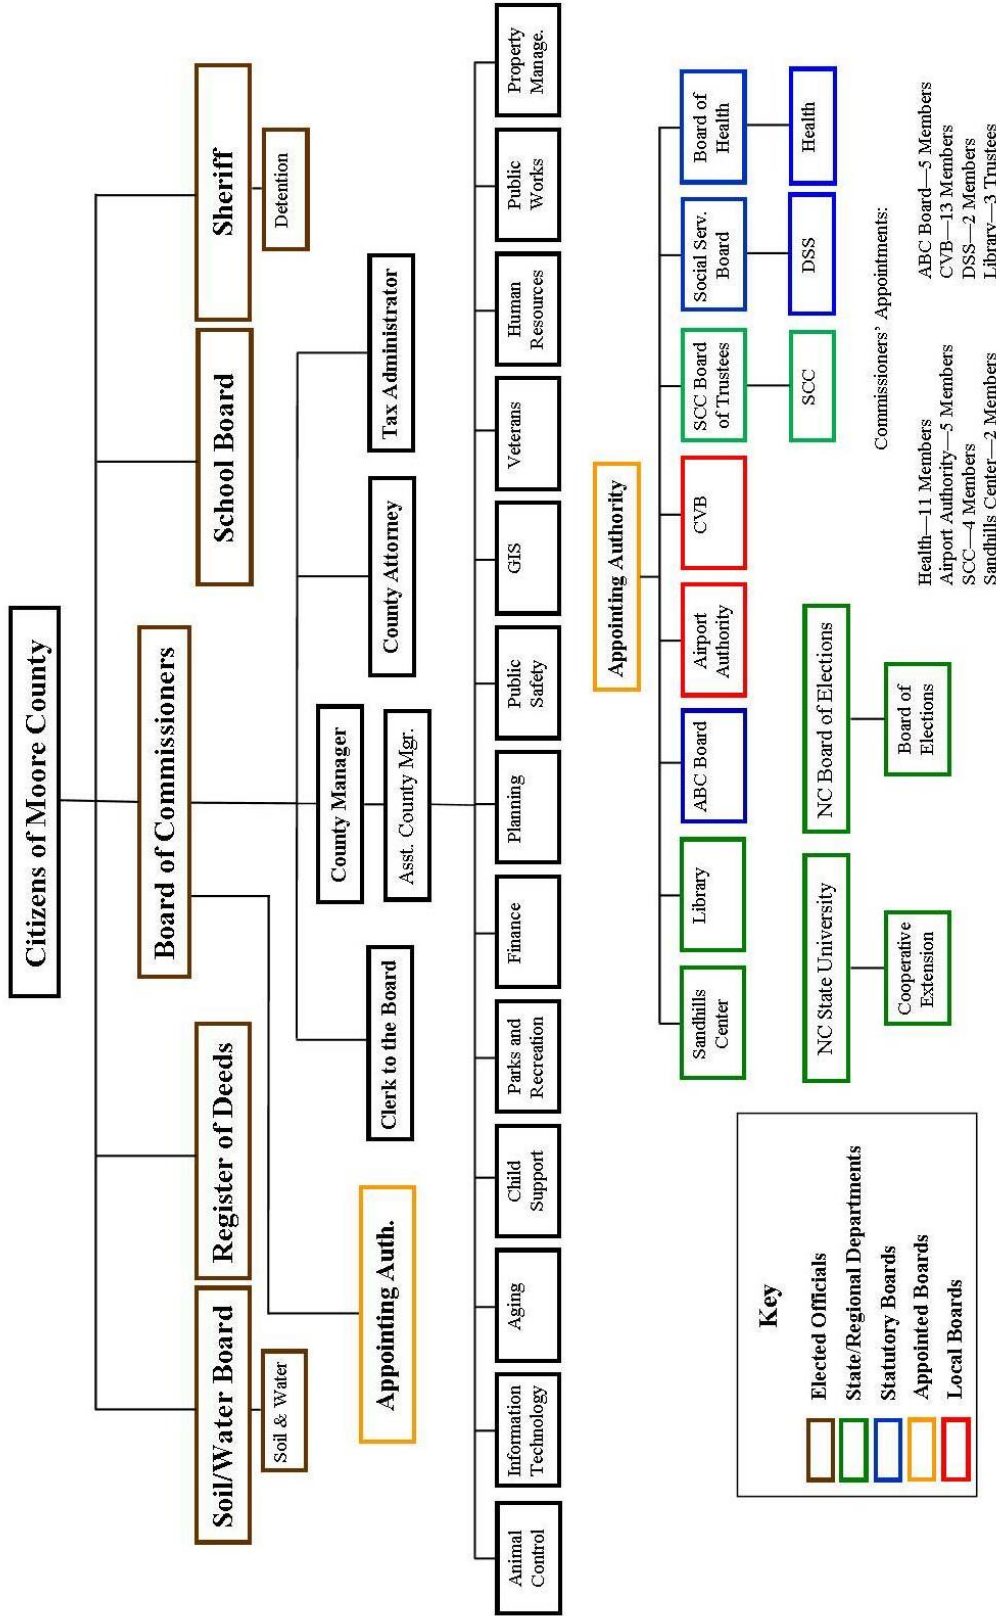 Citizens of Moore County
Soil/Water Board
Register of Deeds
Board of Commissioners
School Board
Sheriff
Soil & Water
Detention
Appointing Auth.
Clerk to the Board
County Manager
Asst. County Mgr.
County Attorney
Tax Administrator
Animal
Control
Information
Technology
Aging
Child
Support
Parks and
Recreation
Finance
Planning
Public
Safety
GIS
Veterans
Human
Resources
Public
Works
Property
Manage.
Appointing Authority
Sandhills
Center
Library
ABC Board
Airport
Authority
CVB
SCC Board
of Trustees
Social Serv.
Board
Board of
Health
SCC
DSS
Health
NC State University
Cooperative
Extension
NC Board of Elections
Board of
Elections
Key
Elected Officials
State/Regional Departments
Statutory Boards
Appointed Boards
Local Boards
Commissioners' Appointments:
Health—11 Members
Airport Authority—5 Members
SCC—4 Members
Sandhills Center—2 Members
ABC Board—5 Members
CVB—13 Members
DSS—2 Members
Library—3 Trustees